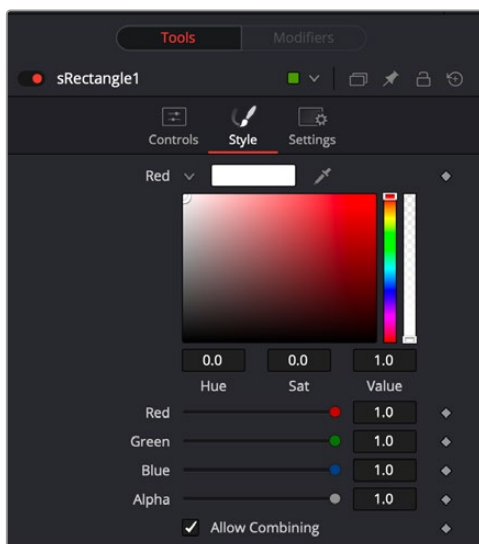 Tools Modifiers
sRectangle1
Controls Style Settings
Red
0.0 0.0 1.0
Hue Sat Value
Red 1.0
Green 1.0
Blue 1.0
Alpha 1.0
Allow Combining